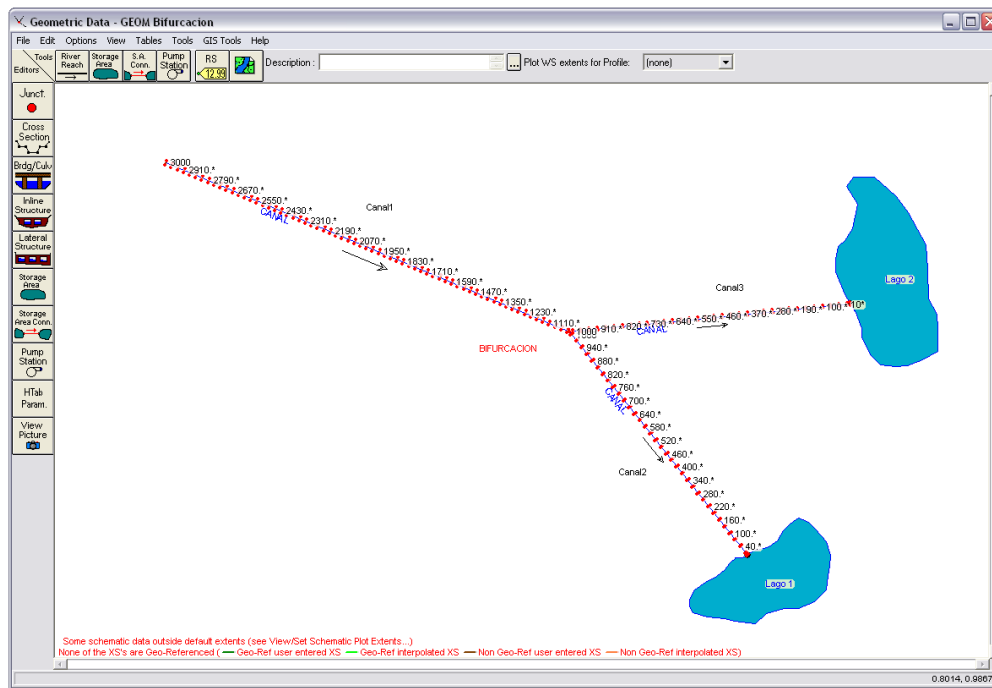 Geometric Data - GEOM Bifurcacion
File Edit Options View Tables Tools GIS Tools Help
Tools
Editors
River
Reach
Storage
Area
S.A.
Conn.
Pump
Station
RS
12.99
Description :
...
Plot WS extents for Profile:
(none)
Junct.
Cross
Section
Brdg/Culv
Inline
Structure
Lateral
Structure
Storage
Area
Storage
Area Conn.
Pump
Station
HTab
Param.
View
Picture
3000
2910.*
2790.*
2670.*
2550.*
CANAL
2430.*
2310.*
2190.*
2070.*
1950.*
1830.*
1710.*
1590.*
1470.*
1350.*
1230.*
1110.*
Canal1
BIFURCACION
1000
910.*
820.*
730.*
640.*
550.*
460.*
370.*
280.*
190.*
100.*
10*
CANAL
Canal3
Lago 2
940.*
880.*
820.*
760.*
700.*
640.*
580.*
520.*
460.*
400.*
340.*
280.*
220.*
160.*
100.*
40.*
CANAL
Canal2
Lago 1
Some schematic data outside default extents (see View/Set Schematic Plot Extents...)
None of the XS's are Geo-Referenced ( Geo-Ref user entered XS Geo-Ref interpolated XS Non Geo-Ref user entered XS Non Geo-Ref interpolated XS)
0.8014, 0.9867